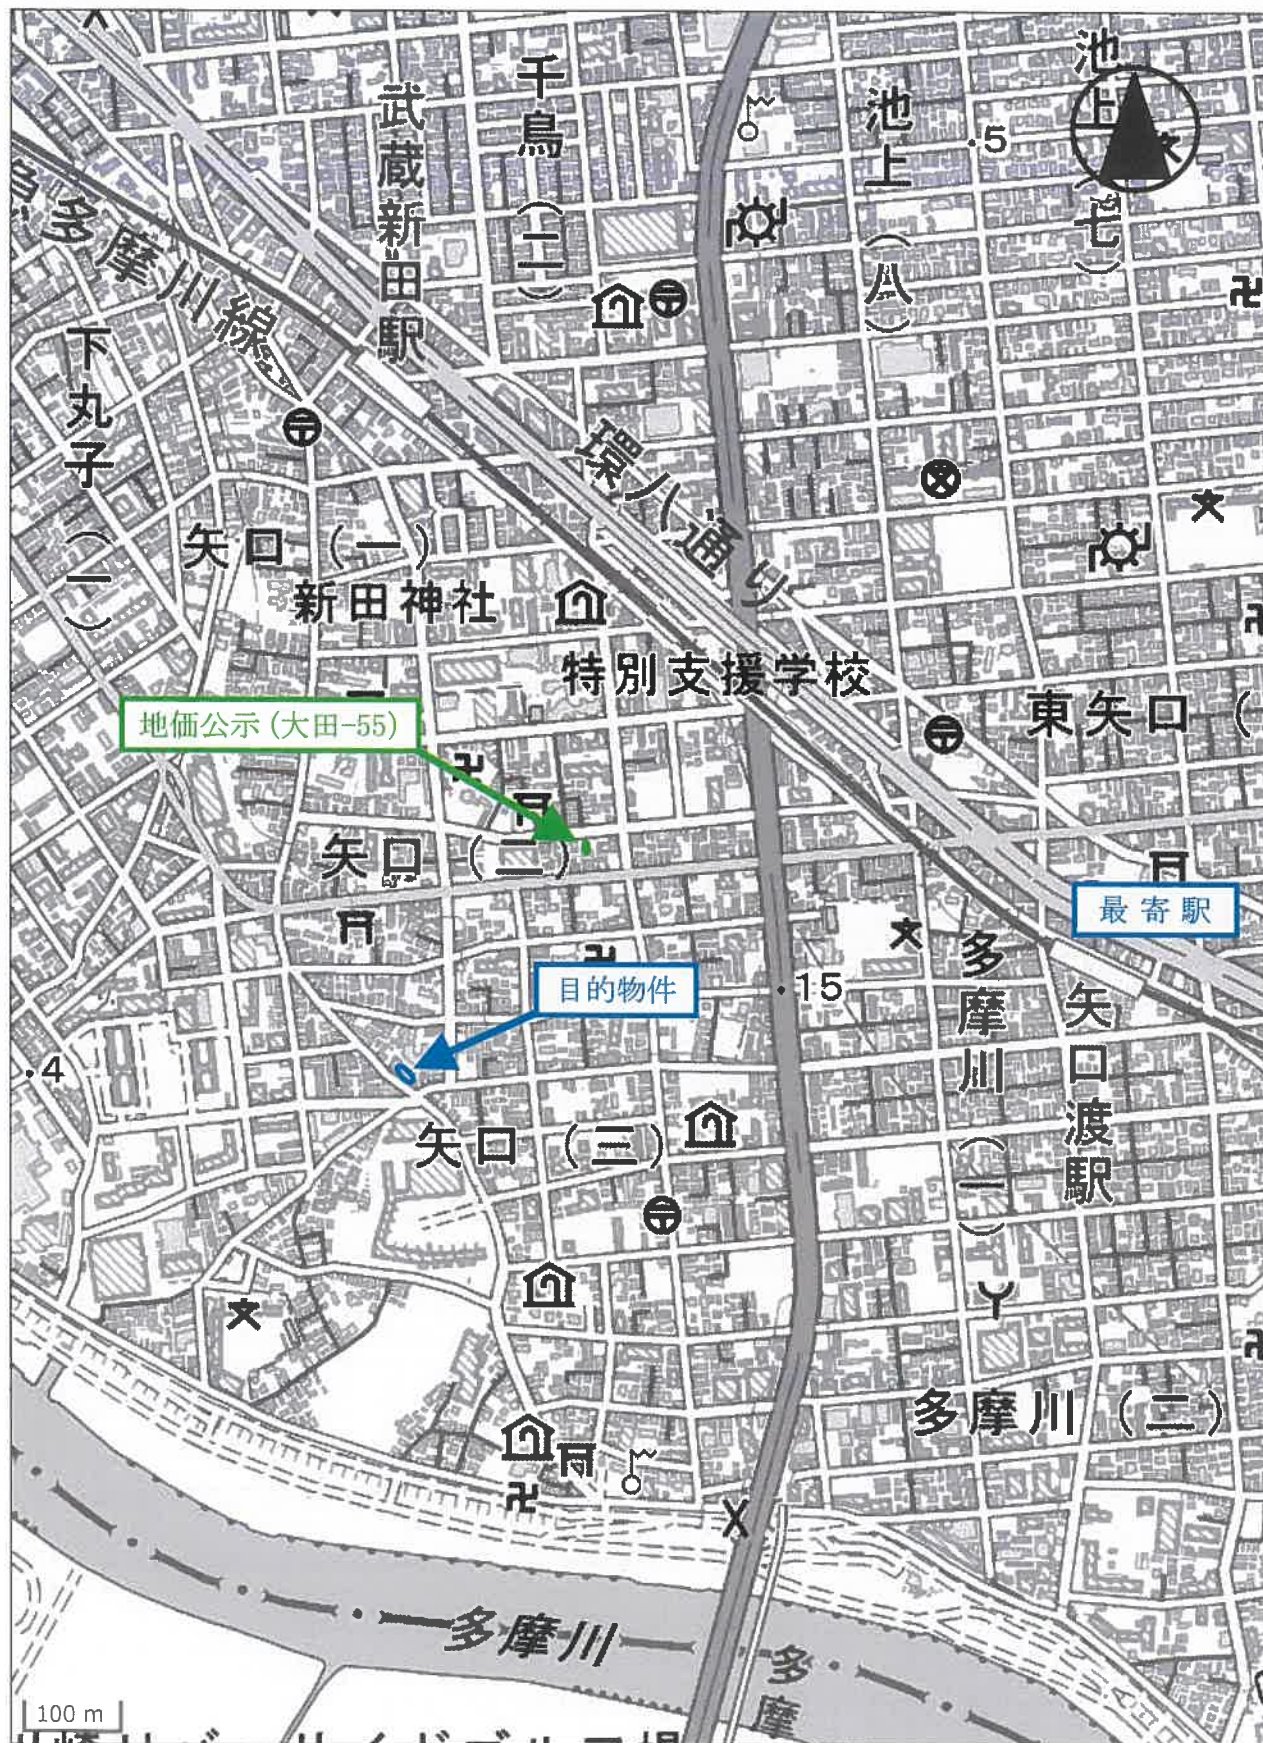 千鳥(二)
武蔵新田駅
池上(八)
池上(七)
・5
多摩川線
下丸子(一)
環八通り
矢口(一)
新田神社
特別支援学校
東矢口(
地価公示(大田-55)
矢口(二)
最寄駅
目的物件
・15
・4
多摩川(一)
矢口渡駅
矢口(三)
多摩川(二)
多摩川
多摩
100 m